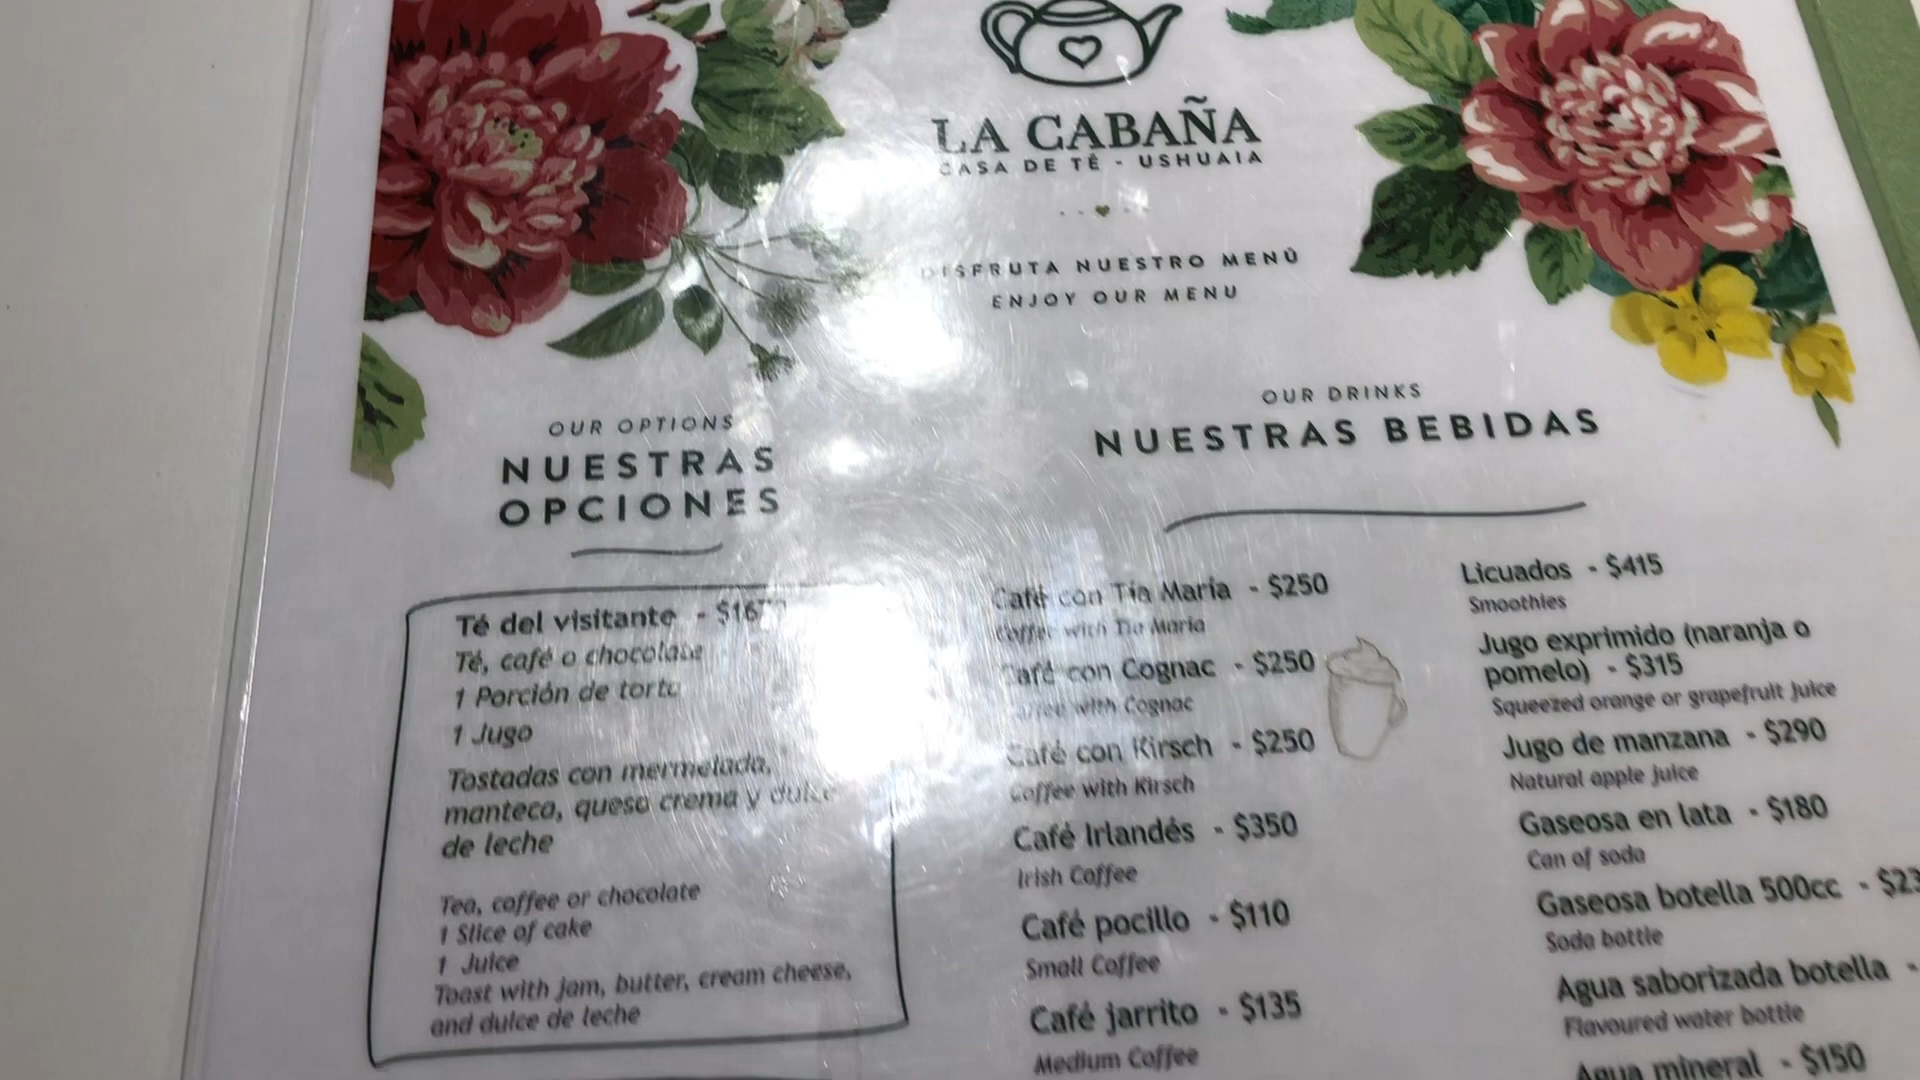 LA CABAÑA
CASA DE TÉ - USHUAIA
DISFRUTA NUESTRO MENÚ
ENJOY OUR MENU
OUR OPTIONS
NUESTRAS
OPCIONES
Té del visitante -
Té, café o chocolate
1 Porción de torta
1 Jugo
Tostadas con mermelada,
manteca, queso crema y dulce
de leche
Tea, coffee or chocolate
1 Slice of cake
1 Juice
Toast with jam, butter, cream cheese,
and dulce de leche
OUR DRINKS
NUESTRAS BEBIDAS
Café con Tía María - $250
Coffee with Tia Maria
Café con Cognac - $250
Coffee with Cognac
Café con Kirsch - $250
Coffee with Kirsch
Café Irlandés - $350
Irish Coffee
Café pocillo - $110
Small Coffee
Café jarrito - $135
Medium Coffee
Licuados - $415
Smoothies
Jugo exprimido (naranja o
pomelo) - $315
Squeezed orange or grapefruit juice
Jugo de manzana - $290
Natural apple juice
Gaseosa en lata - $180
Can of soda
Gaseosa botella 500cc -
Soda bottle
Agua saborizada botella -
Flavoured water bottle
Agua mineral - $150